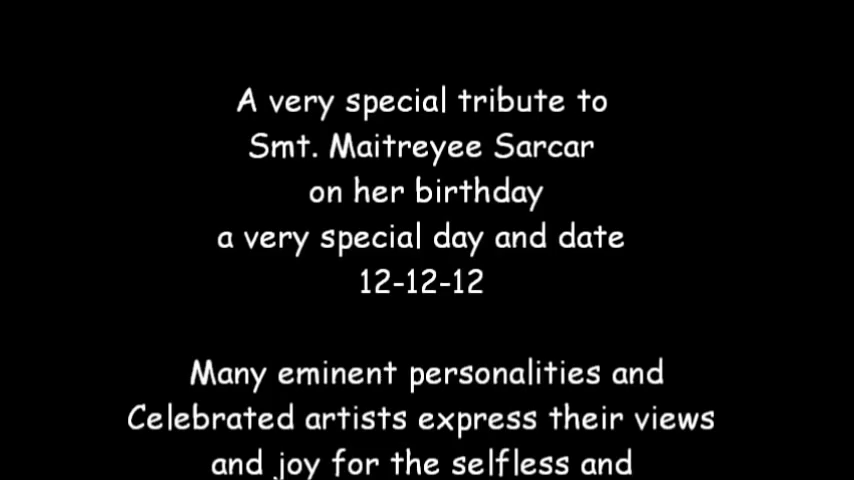 A very special tribute to
Smt. Maitreyee Sarcar
on her birthday
a very special day and date
12-12-12
Many eminent personalities and
Celebrated artists express their views
and joy for the selfless and